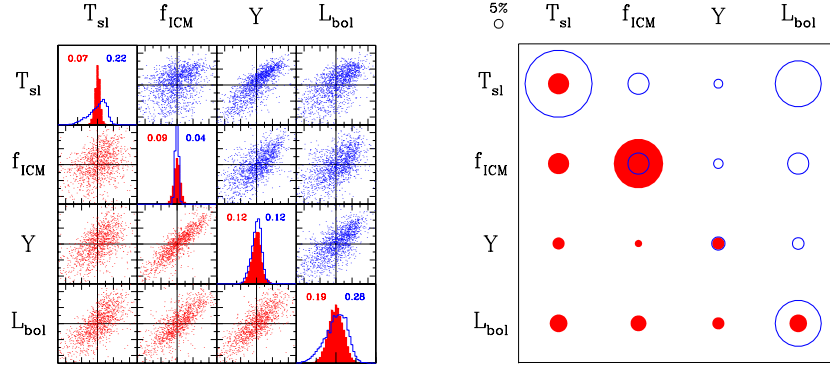 T_sl f_ICM Y L_bol
T_sl 0.07 0.22
f_ICM 0.09 0.04
Y 0.12 0.12
L_bol 0.19 0.28
5% T_sl f_ICM Y L_bol
T_sl
f_ICM
Y
L_bol